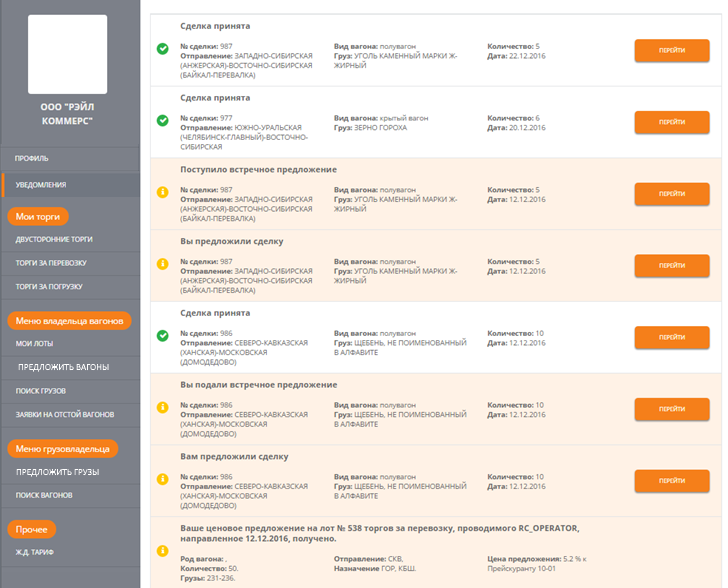 ООО "РЭЙЛ
КОММЕРС"
ПРОФИЛЬ
УВЕДОМЛЕНИЯ
Мои торги
ДВУСТОРОННИЕ ТОРГИ
ТОРГИ ЗА ПЕРЕВОЗКУ
ТОРГИ ЗА ПОГРУЗКУ
Меню владельца вагонов
МОИ ЛОТЫ
ПРЕДЛОЖИТЬ ВАГОНЫ
ПОИСК ГРУЗОВ
ЗАЯВКИ НА ОТСТОЙ ВАГОНОВ
Меню грузовладельца
ПРЕДЛОЖИТЬ ГРУЗЫ
ПОИСК ВАГОНОВ
Прочее
Ж.Д. ТАРИФ
Сделка принята
№ сделки: 987
Отправление: ЗАПАДНО-СИБИРСКАЯ
(АНЖЕРСКАЯ)-ВОСТОЧНО-СИБИРСКАЯ
(БАЙКАЛ-ПЕРЕВАЛКА)
Вид вагона: полувагон
Груз: УГОЛЬ КАМЕННЫЙ МАРКИ Ж-
ЖИРНЫЙ
Количество: 5
Дата: 22.12.2016
ПЕРЕЙТИ
Сделка принята
№ сделки: 977
Отправление: ЮЖНО-УРАЛЬСКАЯ
(ЧЕЛЯБИНСК-ГЛАВНЫЙ)-ВОСТОЧНО-
СИБИРСКАЯ
Вид вагона: крытый вагон
Груз: ЗЕРНО ГОРОХА
Количество: 6
Дата: 20.12.2016
ПЕРЕЙТИ
Поступило встречное предложение
№ сделки: 987
Отправление: ЗАПАДНО-СИБИРСКАЯ
(АНЖЕРСКАЯ)-ВОСТОЧНО-СИБИРСКАЯ
(БАЙКАЛ-ПЕРЕВАЛКА)
Вид вагона: полувагон
Груз: УГОЛЬ КАМЕННЫЙ МАРКИ Ж-
ЖИРНЫЙ
Количество: 5
Дата: 12.12.2016
ПЕРЕЙТИ
Вы предложили сделку
№ сделки: 987
Отправление: ЗАПАДНО-СИБИРСКАЯ
(АНЖЕРСКАЯ)-ВОСТОЧНО-СИБИРСКАЯ
(БАЙКАЛ-ПЕРЕВАЛКА)
Вид вагона: полувагон
Груз: УГОЛЬ КАМЕННЫЙ МАРКИ Ж-
ЖИРНЫЙ
Количество: 5
Дата: 12.12.2016
ПЕРЕЙТИ
Сделка принята
№ сделки: 986
Отправление: СЕВЕРО-КАВКАЗСКАЯ
(ХАНСКАЯ)-МОСКОВСКАЯ
(ДОМОДЕДОВО)
Вид вагона: полувагон
Груз: ЩЕБЕНЬ, НЕ ПОИМЕНОВАННЫЙ
В АЛФАВИТЕ
Количество: 10
Дата: 12.12.2016
ПЕРЕЙТИ
Вы подали встречное предложение
№ сделки: 986
Отправление: СЕВЕРО-КАВКАЗСКАЯ
(ХАНСКАЯ)-МОСКОВСКАЯ
(ДОМОДЕДОВО)
Вид вагона: полувагон
Груз: ЩЕБЕНЬ, НЕ ПОИМЕНОВАННЫЙ
В АЛФАВИТЕ
Количество: 10
Дата: 12.12.2016
ПЕРЕЙТИ
Вам предложили сделку
№ сделки: 986
Отправление: СЕВЕРО-КАВКАЗСКАЯ
(ХАНСКАЯ)-МОСКОВСКАЯ
(ДОМОДЕДОВО)
Вид вагона: полувагон
Груз: ЩЕБЕНЬ, НЕ ПОИМЕНОВАННЫЙ
В АЛФАВИТЕ
Количество: 10
Дата: 12.12.2016
ПЕРЕЙТИ
Ваше ценовое предложение на лот № 538 торгов за перевозку, проводимого RC_OPERATOR,
направленное 12.12.2016, получено.
Род вагона: ,
Количество: 50.
Грузы: 231-236.
Отправление: СКВ,
Назначение ГОР, КБШ.
Цена предложения: 5.2 % к
Прейскуранту 10-01